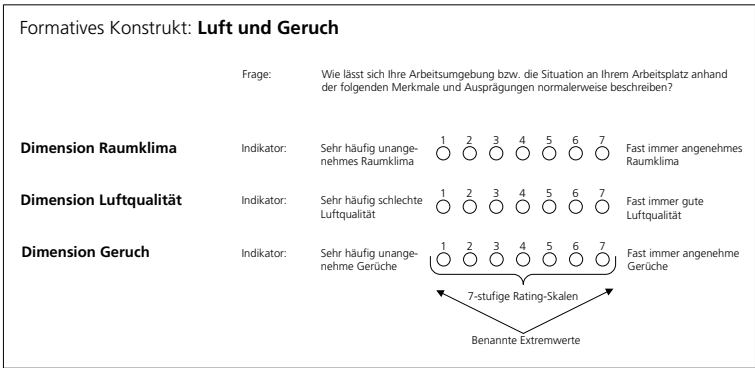 Formatives Konstrukt: Luft und Geruch
Frage: Wie lässt sich Ihre Arbeitsumgebung bzw. die Situation an Ihrem Arbeitsplatz anhand
der folgenden Merkmale und Ausprägungen normalerweise beschreiben?
1 2 3 4 5 6 7
Dimension Raumklima Indikator: Sehr häufig unange- Fast immer angenehmes
nehmes Raumklima Raumklima
1 2 3 4 5 6 7
Dimension Luftqualität Indikator: Sehr häufig schlechte Fast immer gute
Luftqualität Luftqualität
1 2 3 4 5 6 7
Dimension Geruch Indikator: Sehr häufig unange- Fast immer angenehme
nehme Gerüche Gerüche
7-stufige Rating-Skalen
Benannte Extremwerte